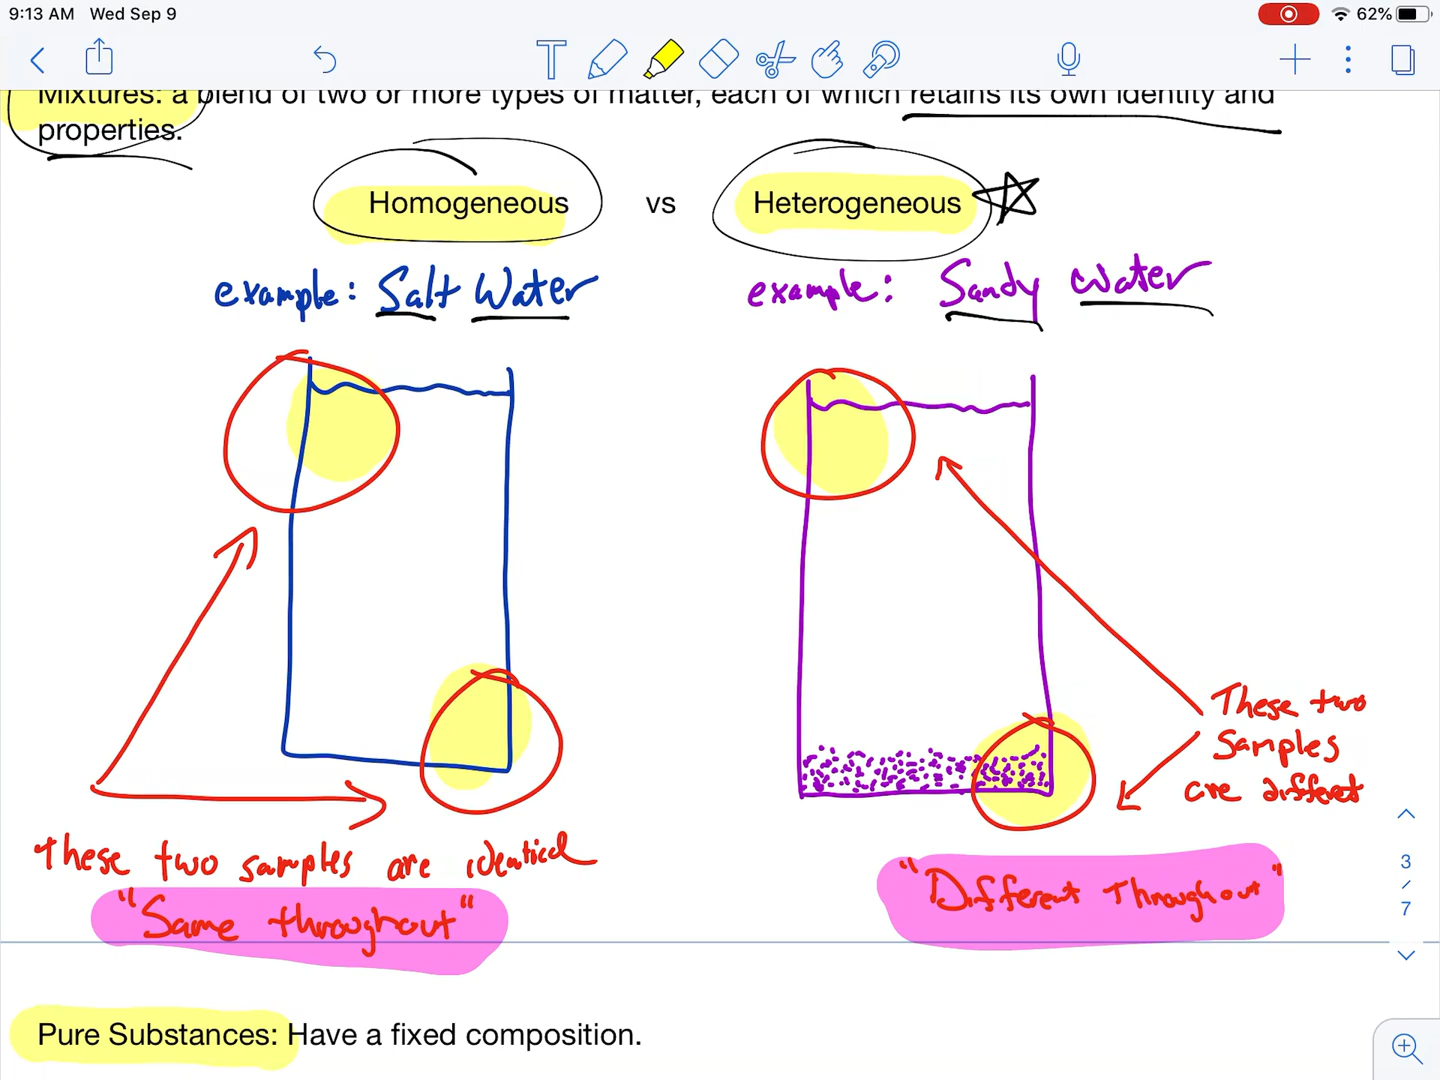 9:13 AM Wed Sep 9
62%
Mixtures: a blend of two or more types of matter, each of which retains its own identity and
properties.
Homogeneous vs Heterogeneous
example: Salt Water
example: Sandy Water
These two
samples
are different
These two samples are identical
"Same throughout"
"Different Throughout"
3
/
7
Pure Substances: Have a fixed composition.